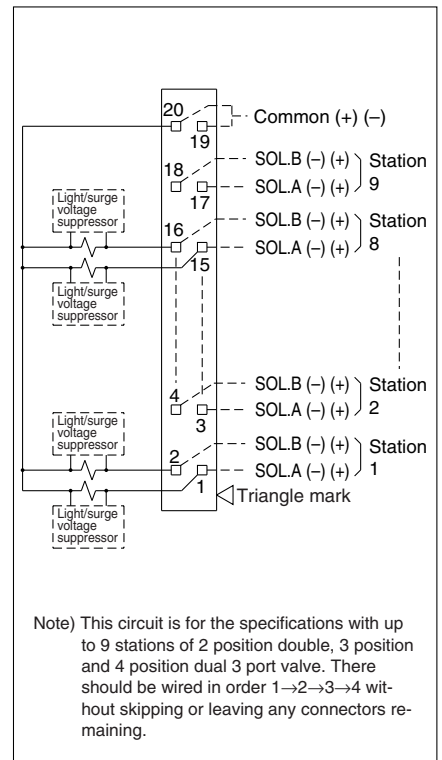 20
Common (+) (–)
19
18
SOL.B (–) (+)
Station
9
SOL.A (–) (+)
17
Light/surge
voltage
suppressor
16
SOL.B (–) (+)
Station
8
SOL.A (–) (+)
15
Light/surge
voltage
suppressor
4
SOL.B (–) (+)
Station
2
SOL.A (–) (+)
3
Light/surge
voltage
suppressor
2
SOL.B (–) (+)
Station
1
SOL.A (–) (+)
1
Triangle mark
Light/surge
voltage
suppressor
Note) This circuit is for the specifications with up
to 9 stations of 2 position double, 3 position
and 4 position dual 3 port valve. There
should be wired in order 1→2→3→4 wit-
hout skipping or leaving any connectors re-
maining.